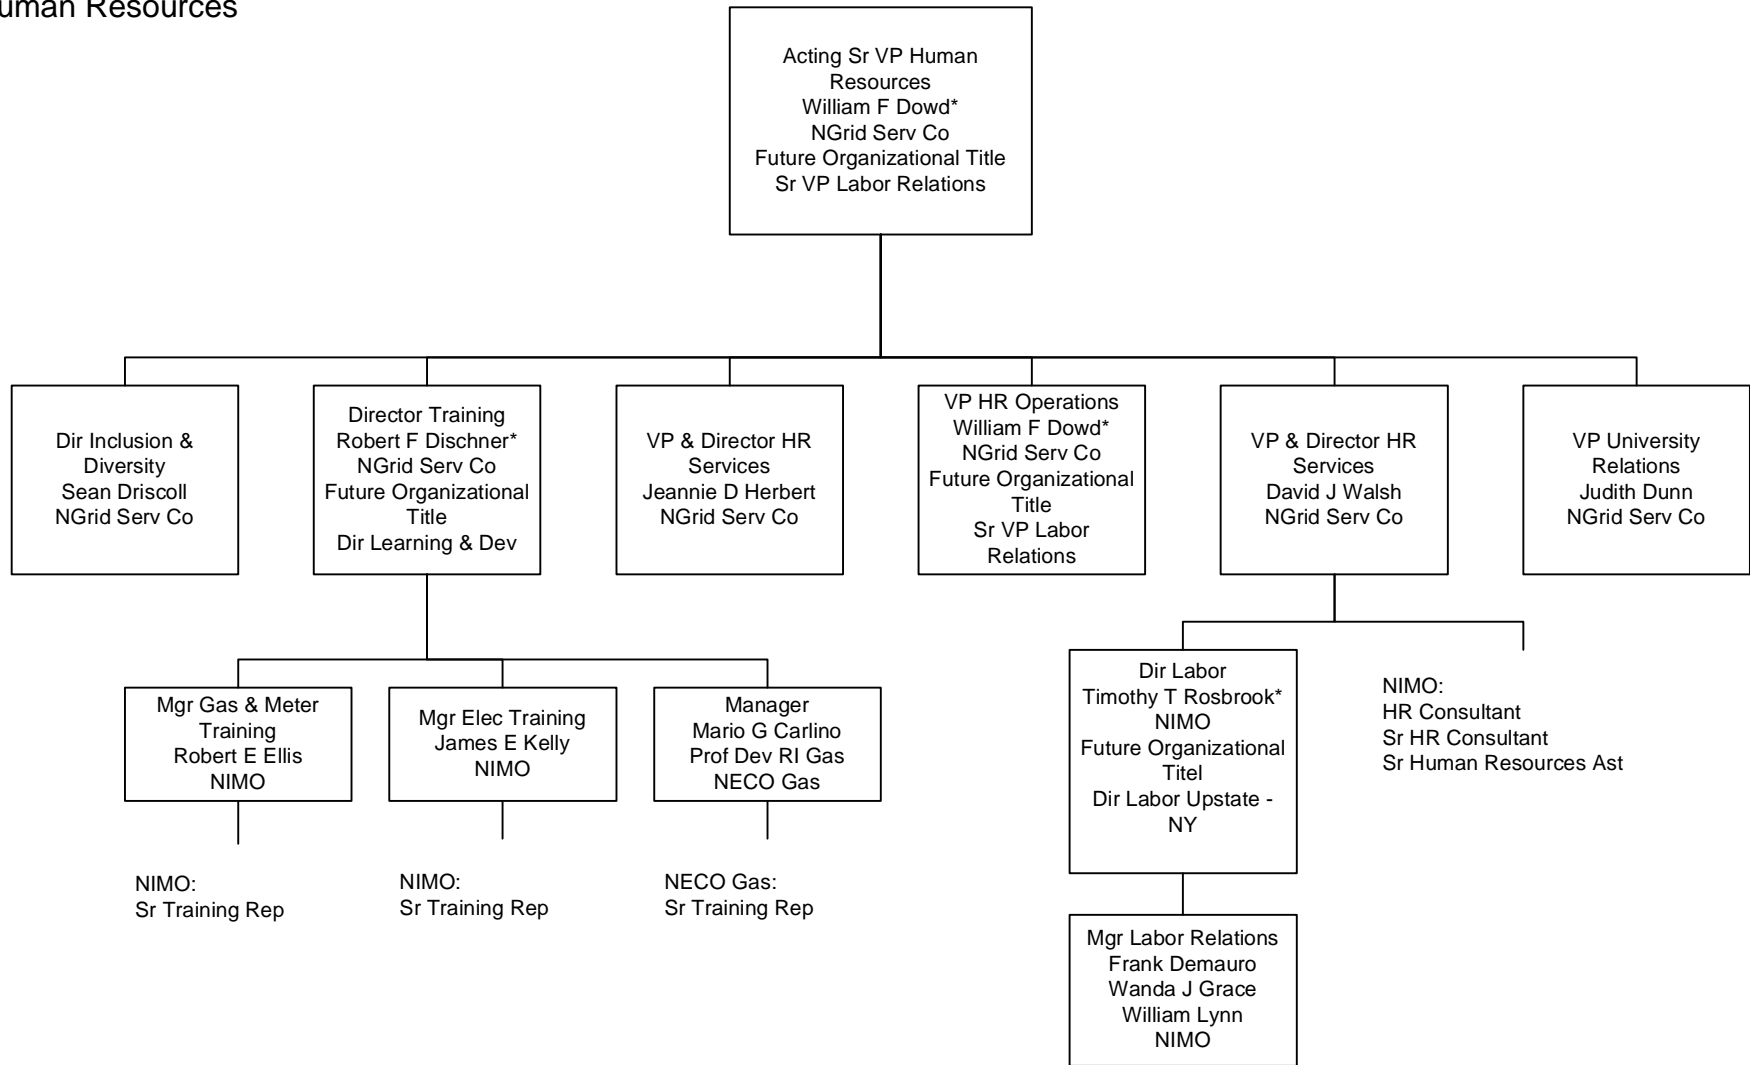 uman Resources
Acting Sr VP Human
Resources
William F Dowd*
NGrid Serv Co
Future Organizational Title
Sr VP Labor Relations
Dir Inclusion &
Diversity
Sean Driscoll
NGrid Serv Co
Director Training
Robert F Dischner*
NGrid Serv Co
Future Organizational
Title
Dir Learning & Dev
VP & Director HR
Services
Jeannie D Herbert
NGrid Serv Co
VP HR Operations
William F Dowd*
NGrid Serv Co
Future Organizational
Title
Sr VP Labor
Relations
VP & Director HR
Services
David J Walsh
NGrid Serv Co
VP University
Relations
Judith Dunn
NGrid Serv Co
Mgr Gas & Meter
Training
Robert E Ellis
NIMO
Mgr Elec Training
James E Kelly
NIMO
Manager
Mario G Carlino
Prof Dev RI Gas
NECO Gas
Dir Labor
Timothy T Rosbrook*
NIMO
Future Organizational
Titel
Dir Labor Upstate -
NY
NIMO:
HR Consultant
Sr HR Consultant
Sr Human Resources Ast
NIMO:
Sr Training Rep
NIMO:
Sr Training Rep
NECO Gas:
Sr Training Rep
Mgr Labor Relations
Frank Demauro
Wanda J Grace
William Lynn
NIMO